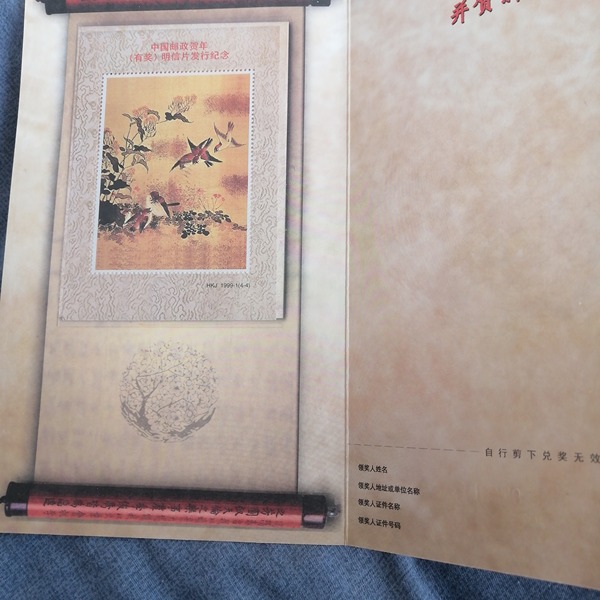 恭贺新
中国邮政贺年
（有奖）明信片发行纪念
HKJ 1999-1(4-4)
自行剪下兑奖无效
领奖人姓名
领奖人地址或单位名称
领奖人证件名称
领奖人证件号码